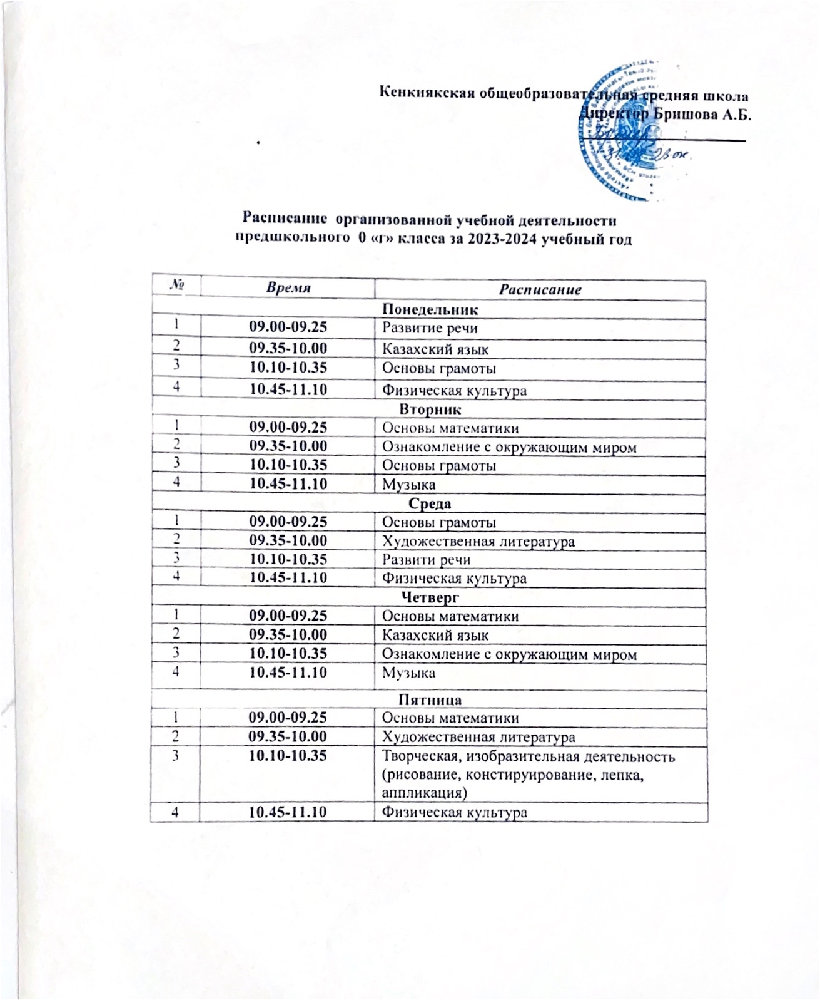 Кенкиякская общеобразовательная средняя школа
Директор Бришова А.Б.
Расписание организованной учебной деятельности
предшкольного 0 «г» класса за 2023-2024 учебный год
№ Время Расписание
Понедельник
1 09.00-09.25 Развитие речи
2 09.35-10.00 Казахский язык
3 10.10-10.35 Основы грамоты
4 10.45-11.10 Физическая культура
Вторник
1 09.00-09.25 Основы математики
2 09.35-10.00 Ознакомление с окружающим миром
3 10.10-10.35 Основы грамоты
4 10.45-11.10 Музыка
Среда
1 09.00-09.25 Основы грамоты
2 09.35-10.00 Художественная литература
3 10.10-10.35 Развити речи
4 10.45-11.10 Физическая культура
Четверг
1 09.00-09.25 Основы математики
2 09.35-10.00 Казахский язык
3 10.10-10.35 Ознакомление с окружающим миром
4 10.45-11.10 Музыка
Пятница
1 09.00-09.25 Основы математики
2 09.35-10.00 Художественная литература
3 10.10-10.35 Творческая, изобразительная деятельность
(рисование, констируирование, лепка,
аппликация)
4 10.45-11.10 Физическая культура